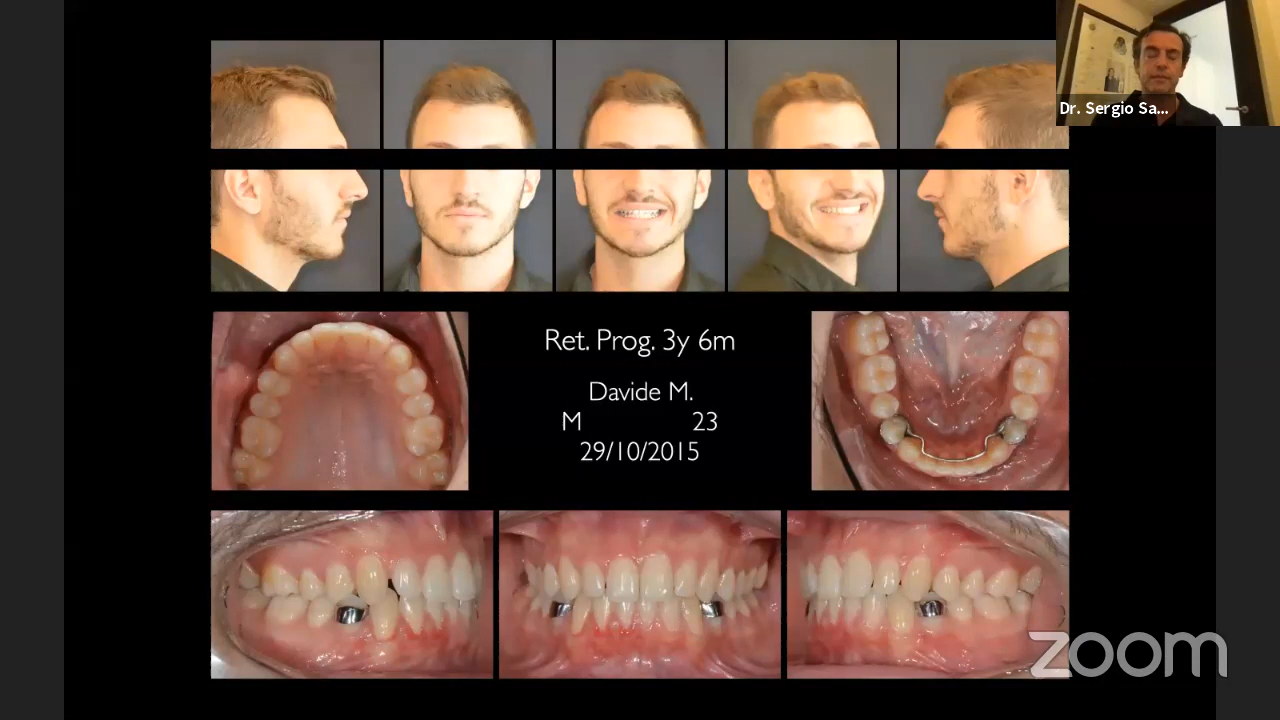 Dr. Sergio Sa...
Ret. Prog. 3y 6m
Davide M.
M 23
29/10/2015
zoom